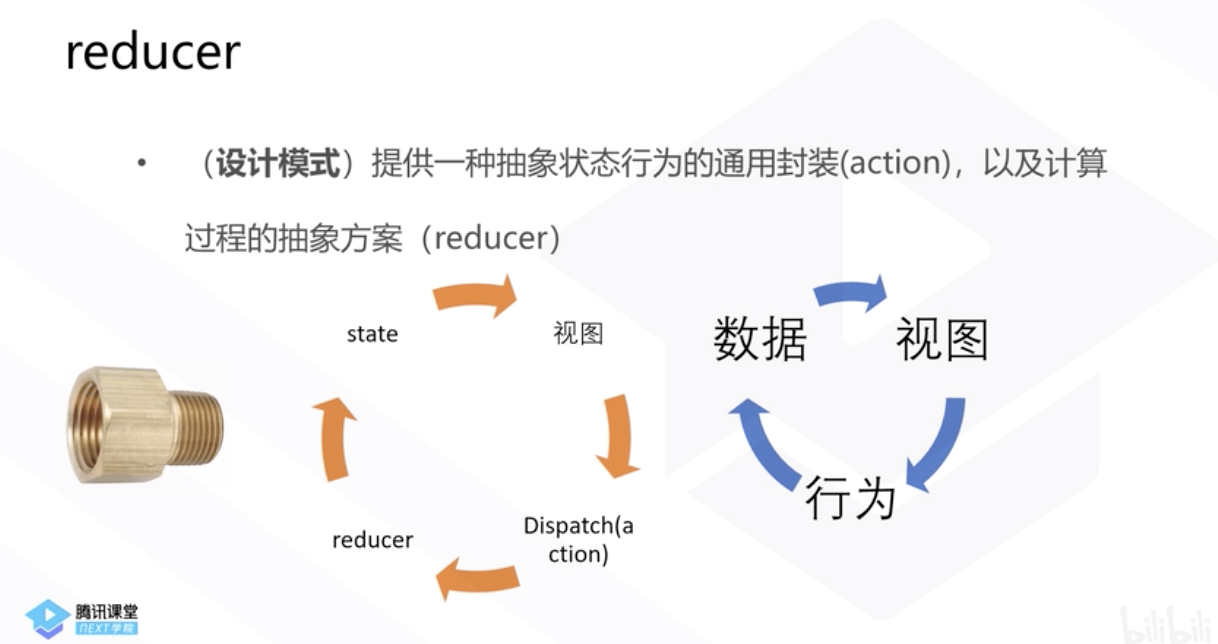 reducer
• （设计模式）提供一种抽象状态行为的通用封装(action)，以及计算
过程的抽象方案（reducer）
state
视图
数据
视图
行为
reducer
Dispatch(a
ction)
腾讯课堂
NEXT学院
bilibili